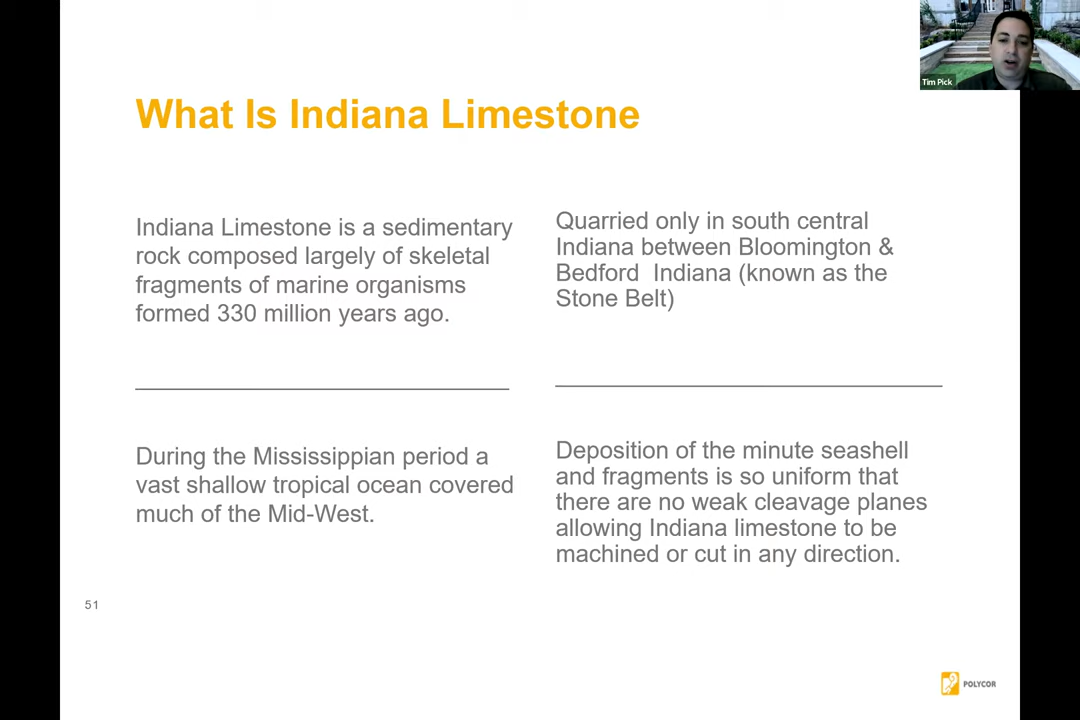 Tim Pick
What Is Indiana Limestone
Indiana Limestone is a sedimentary
rock composed largely of skeletal
fragments of marine organisms
formed 330 million years ago.
Quarried only in south central
Indiana between Bloomington &
Bedford  Indiana (known as the
Stone Belt)
During the Mississippian period a
vast shallow tropical ocean covered
much of the Mid-West.
Deposition of the minute seashell
and fragments is so uniform that
there are no weak cleavage planes
allowing Indiana limestone to be
machined or cut in any direction.
51
POLYCOR